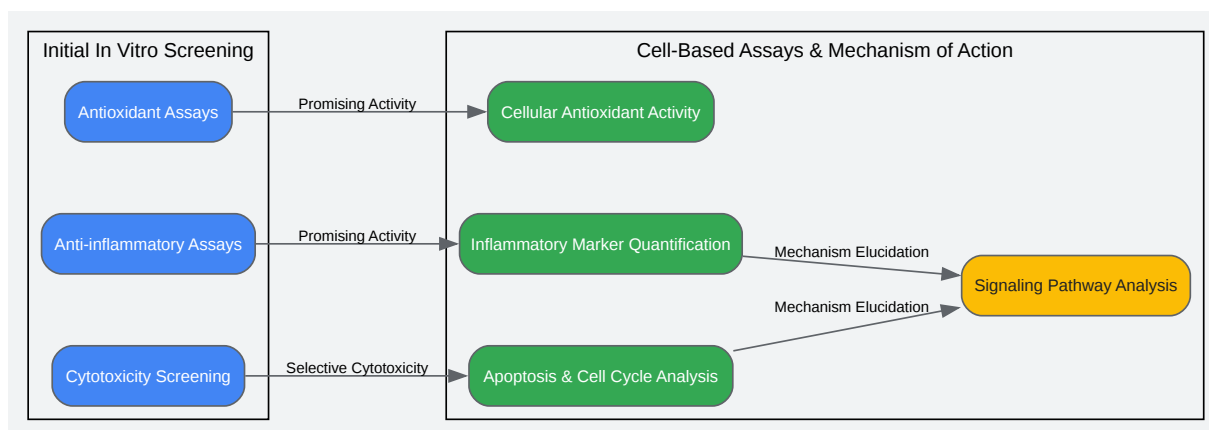 Initial In Vitro Screening
Cell-Based Assays & Mechanism of Action
Antioxidant Assays
Promising Activity
Cellular Antioxidant Activity
Anti-inflammatory Assays
Promising Activity
Inflammatory Marker Quantification
Mechanism Elucidation
Signaling Pathway Analysis
Mechanism Elucidation
Cytotoxicity Screening
Selective Cytotoxicity
Apoptosis & Cell Cycle Analysis